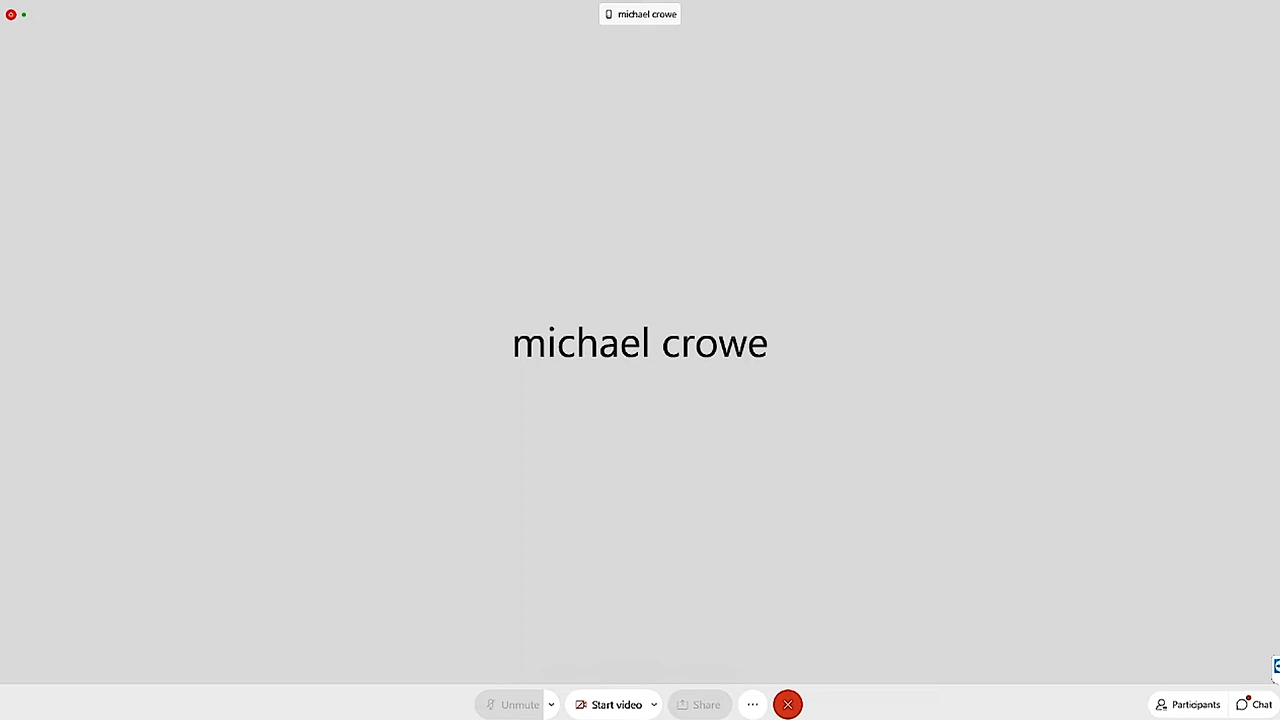 michael crowe
michael crowe
Unmute
Start video
Share
Participants
Chat